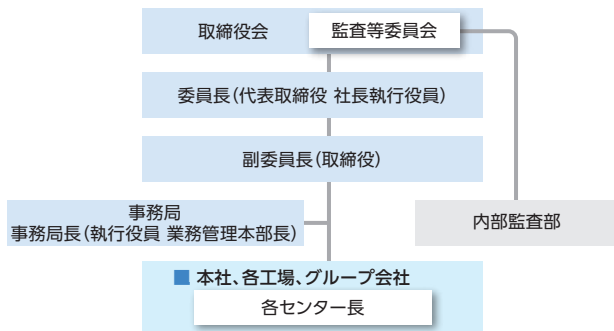 取締役会 監査等委員会
委員長(代表取締役 社長執行役員)
副委員長(取締役)
事務局
事務局長(執行役員 業務管理本部長)
内部監査部
■ 本社、各工場、グループ会社
各センター長